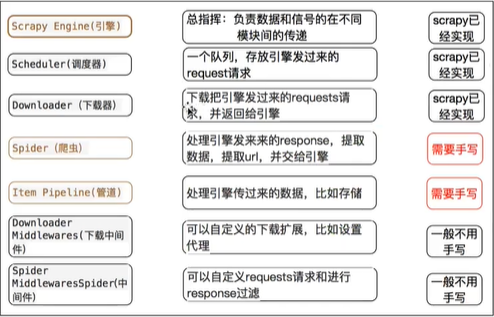 Scrapy Engine(引擎)
总指挥：负责数据和信号的在不同
模块间的传递
scrapy已
经实现
Scheduler(调度器)
一个队列，存放引擎发过来的
request请求
scrapy已
经实现
Downloader（下载器）
下载把引擎发过来的requests请
求，并返回给引擎
scrapy已
经实现
Spider（爬虫）
处理引擎发来来的response，提取
数据，提取url，并交给引擎
需要手写
Item Pipeline(管道)
处理引擎传过来的数据，比如存储
需要手写
Downloader
Middlewares(下载中间
件)
可以自定义的下载扩展，比如设置
代理
一般不用
手写
Spider
MiddlewaresSpider(中
间件)
可以自定义requests请求和进行
response过滤
一般不用
手写